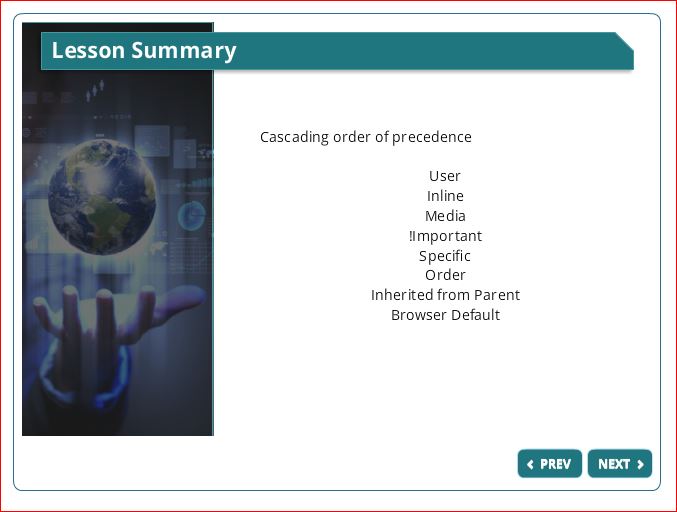 Lesson Summary
Cascading order of precedence
User
Inline
Media
!Important
Specific
Order
Inherited from Parent
Browser Default
PREV
NEXT